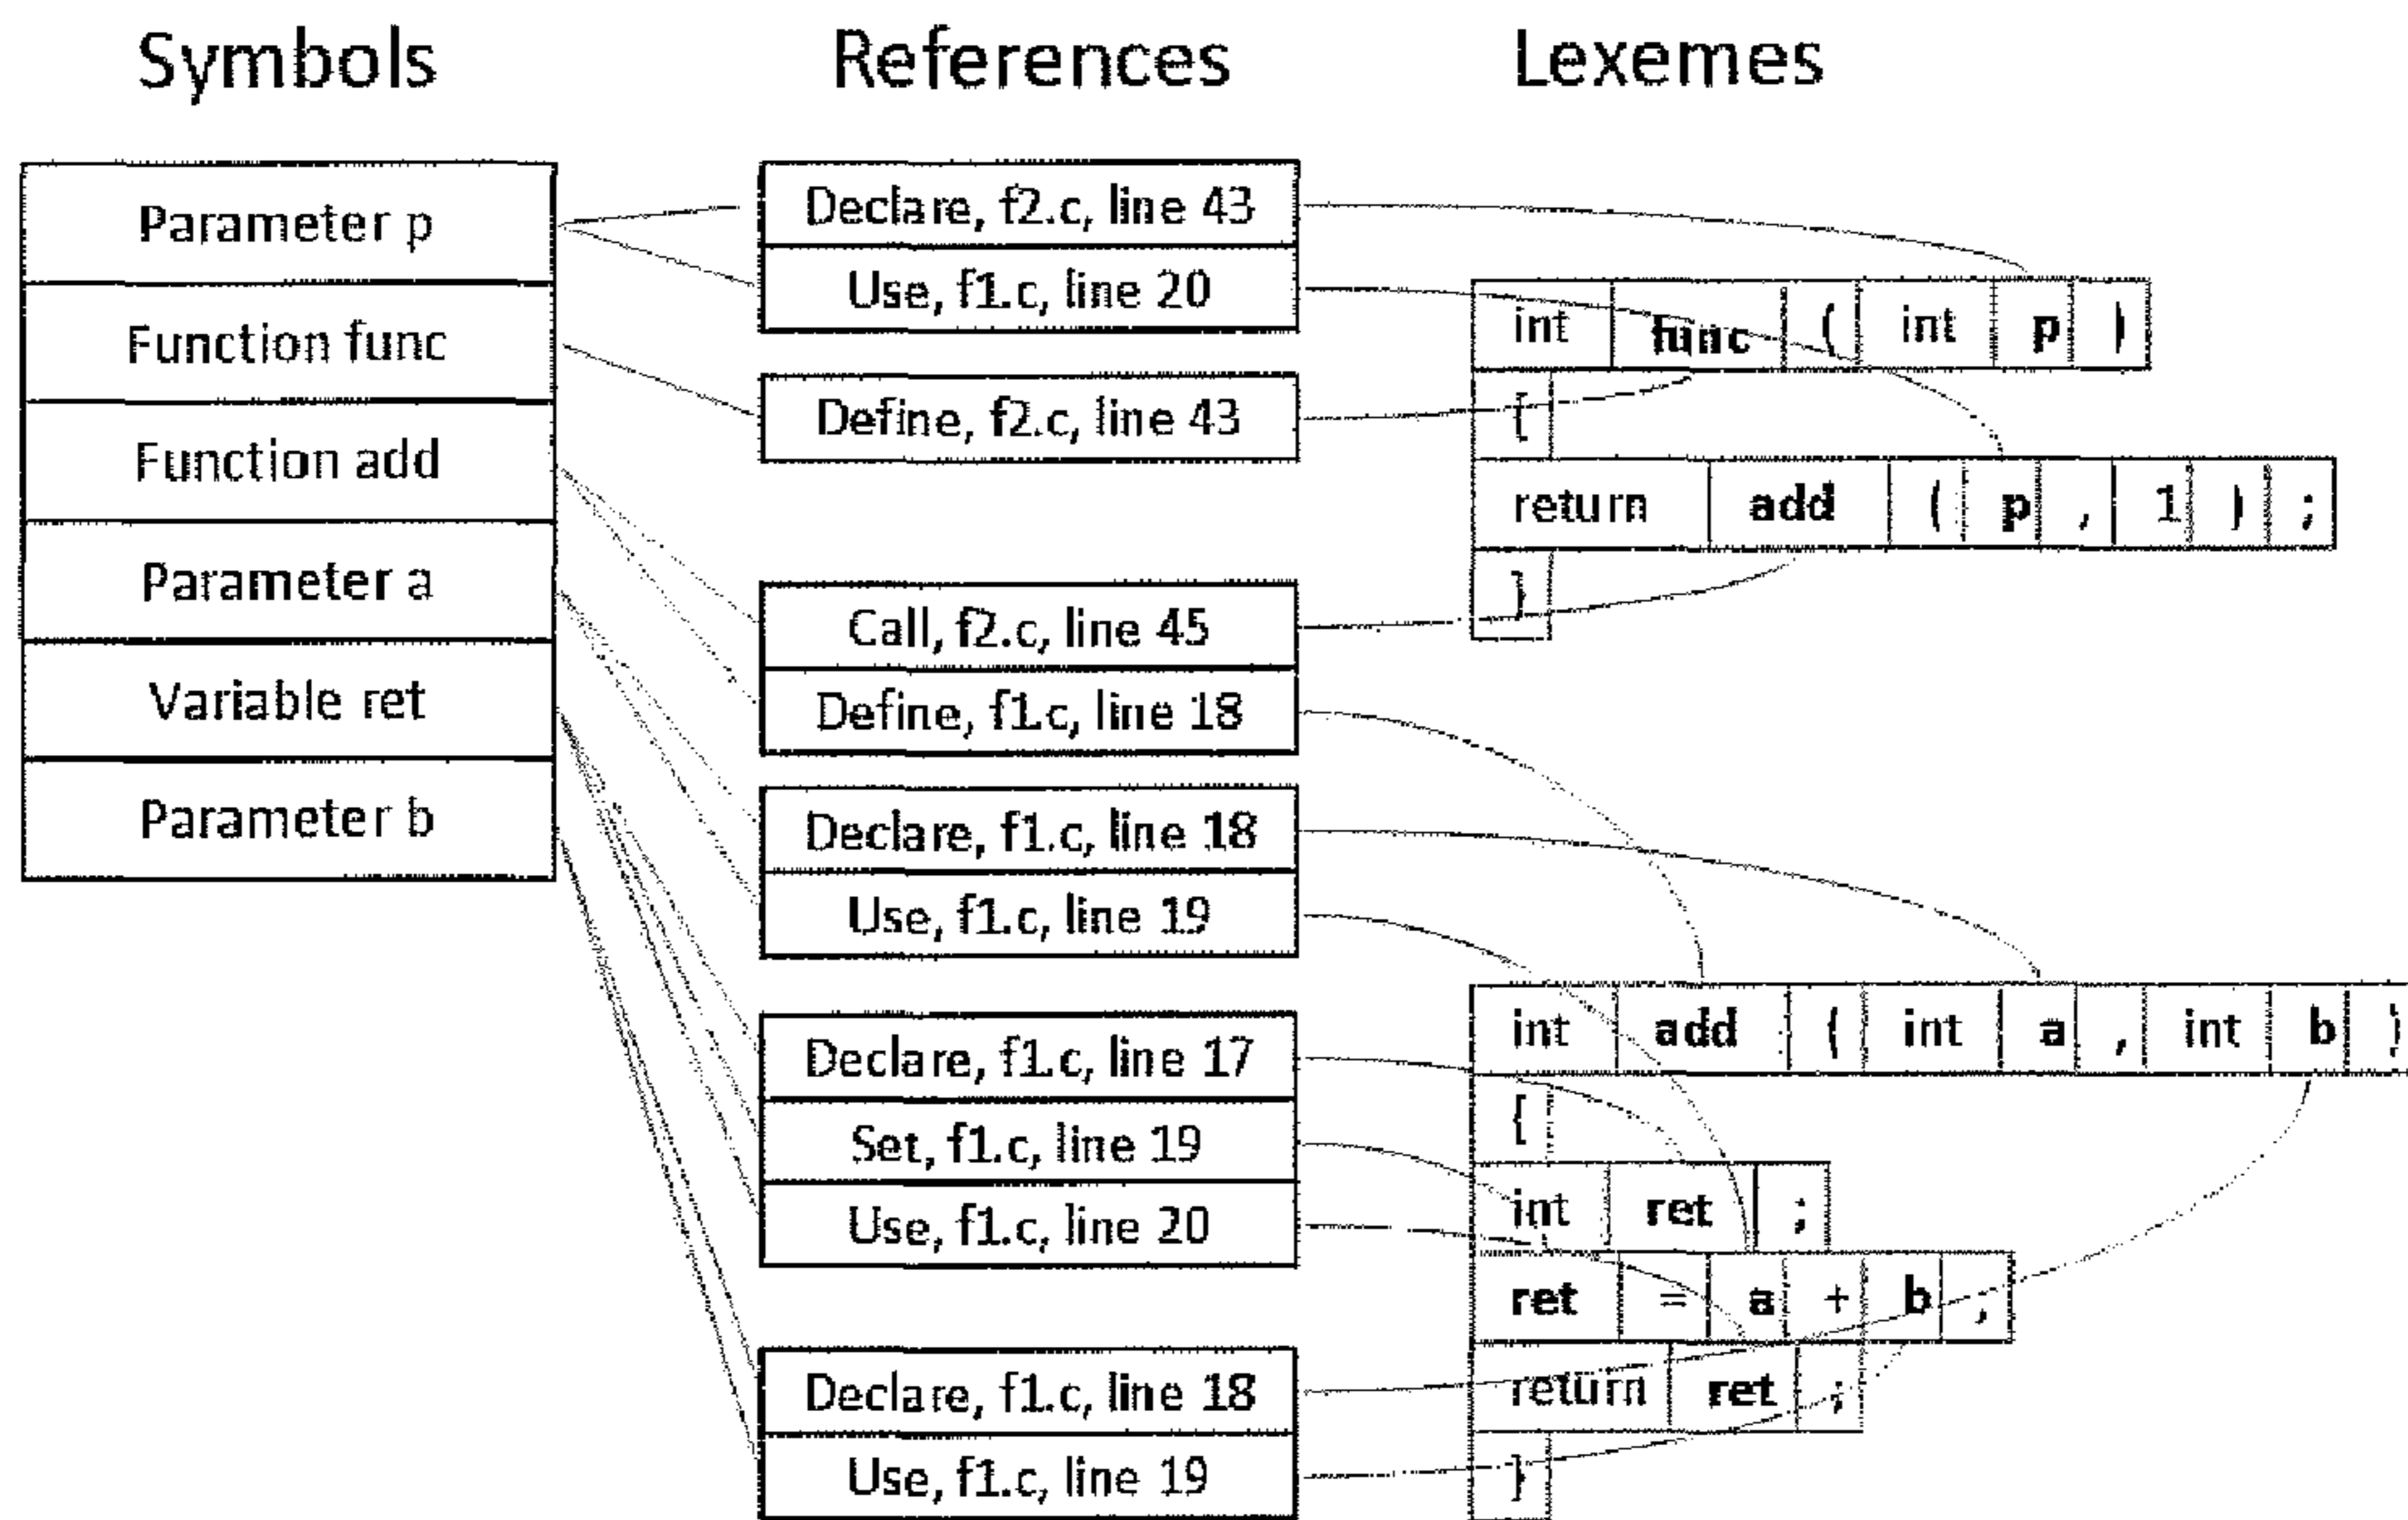 Symbols
References
Lexemes
Parameter p
Function func
Function add
Parameter a
Variable ret
Parameter b
Declare, f2.c, line 43
Use, f1.c, line 20
Define, f2.c, line 43
Call, f2.c, line 45
Define, f1.c, line 18
Declare, f1.c, line 18
Use, f1.c, line 19
Declare, f1.c, line 17
Set, f1.c, line 19
Use, f1.c, line 20
Declare, f1.c, line 18
Use, f1.c, line 19
int func ( int p )
{
return add ( p , 1 ) ;
}
int add ( int a , int b )
{
int ret ;
ret = a + b ,
return ret ;
}